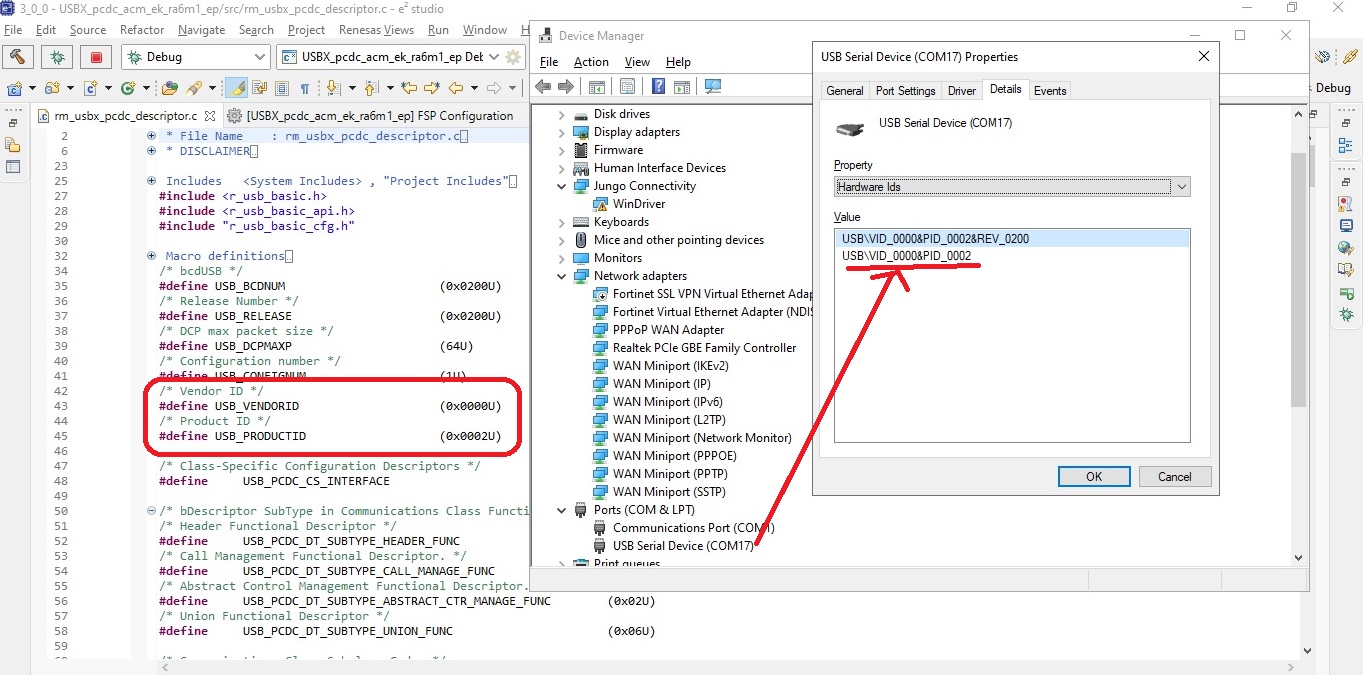 3_0_0 - USBX_pcdc_acm_ek_ra6m1_ep/src/rm_usbx_pcdc_descriptor.c - e² studio
File Edit Source Refactor Navigate Search Project Renesas Views Run Window H
Debug
USBX_pcdc_acm_ek_ra6m1_ep Deb
Debug
rm_usbx_pcdc_descriptor.c
[USBX_pcdc_acm_ek_ra6m1_ep] FSP Configuration
2 * File Name : rm_usbx_pcdc_descriptor.c
6 * DISCLAIMER
23
25 Includes <System Includes> , "Project Includes"
27 #include <r_usb_basic.h>
28 #include <r_usb_basic_api.h>
29 #include "r_usb_basic_cfg.h"
30
32 Macro definitions
34 /* bcdUSB */
35 #define USB_BCDNUM (0x0200U)
36 /* Release Number */
37 #define USB_RELEASE (0x0200U)
38 /* DCP max packet size */
39 #define USB_DCPMAXP (64U)
40 /* Configuration number */
41 #define USB_CONFIGNUM (1U)
42 /* Vendor ID */
43 #define USB_VENDORID (0x0000U)
44 /* Product ID */
45 #define USB_PRODUCTID (0x0002U)
46
47 /* Class-Specific Configuration Descriptors */
48 #define USB_PCDC_CS_INTERFACE
49
50 /* bDescriptor SubType in Communications Class Functi
51 /* Header Functional Descriptor */
52 #define USB_PCDC_DT_SUBTYPE_HEADER_FUNC
53 /* Call Management Functional Descriptor. */
54 #define USB_PCDC_DT_SUBTYPE_CALL_MANAGE_FUNC
55 /* Abstract Control Management Functional Descriptor.
56 #define USB_PCDC_DT_SUBTYPE_ABSTRACT_CTR_MANAGE_FUNC (0x02U)
57 /* Union Functional Descriptor */
58 #define USB_PCDC_DT_SUBTYPE_UNION_FUNC (0x06U)
59
Device Manager
File Action View Help
Disk drives
Display adapters
Firmware
Human Interface Devices
Jungo Connectivity
WinDriver
Keyboards
Mice and other pointing devices
Monitors
Network adapters
Fortinet SSL VPN Virtual Ethernet Adap
Fortinet Virtual Ethernet Adapter (NDIS
PPPoP WAN Adapter
Realtek PCIe GBE Family Controller
WAN Miniport (IKEv2)
WAN Miniport (IP)
WAN Miniport (IPv6)
WAN Miniport (L2TP)
WAN Miniport (Network Monitor)
WAN Miniport (PPPOE)
WAN Miniport (PPTP)
WAN Miniport (SSTP)
Ports (COM & LPT)
Communications Port (COM1)
USB Serial Device (COM17)
Print queues
USB Serial Device (COM17) Properties
General Port Settings Driver Details Events
USB Serial Device (COM17)
Property
Hardware Ids
Value
USB\VID_0000&PID_0002&REV_0200
USB\VID_0000&PID_0002
OK Cancel